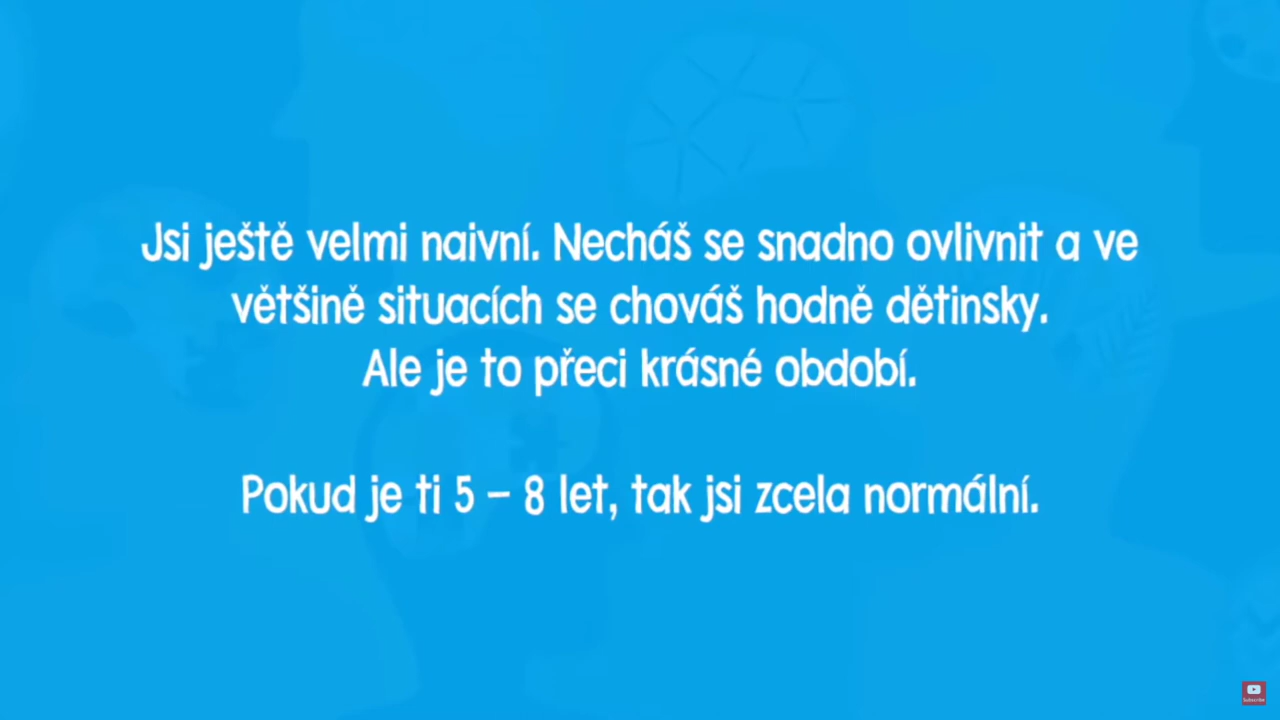 Jsi ještě velmi naivní. Necháš se snadno ovlivnit a ve
většině situacích se chováš hodně dětinsky.
Ale je to přeci krásné období.
Pokud je ti 5 – 8 let, tak jsi zcela normální.
Subscribe